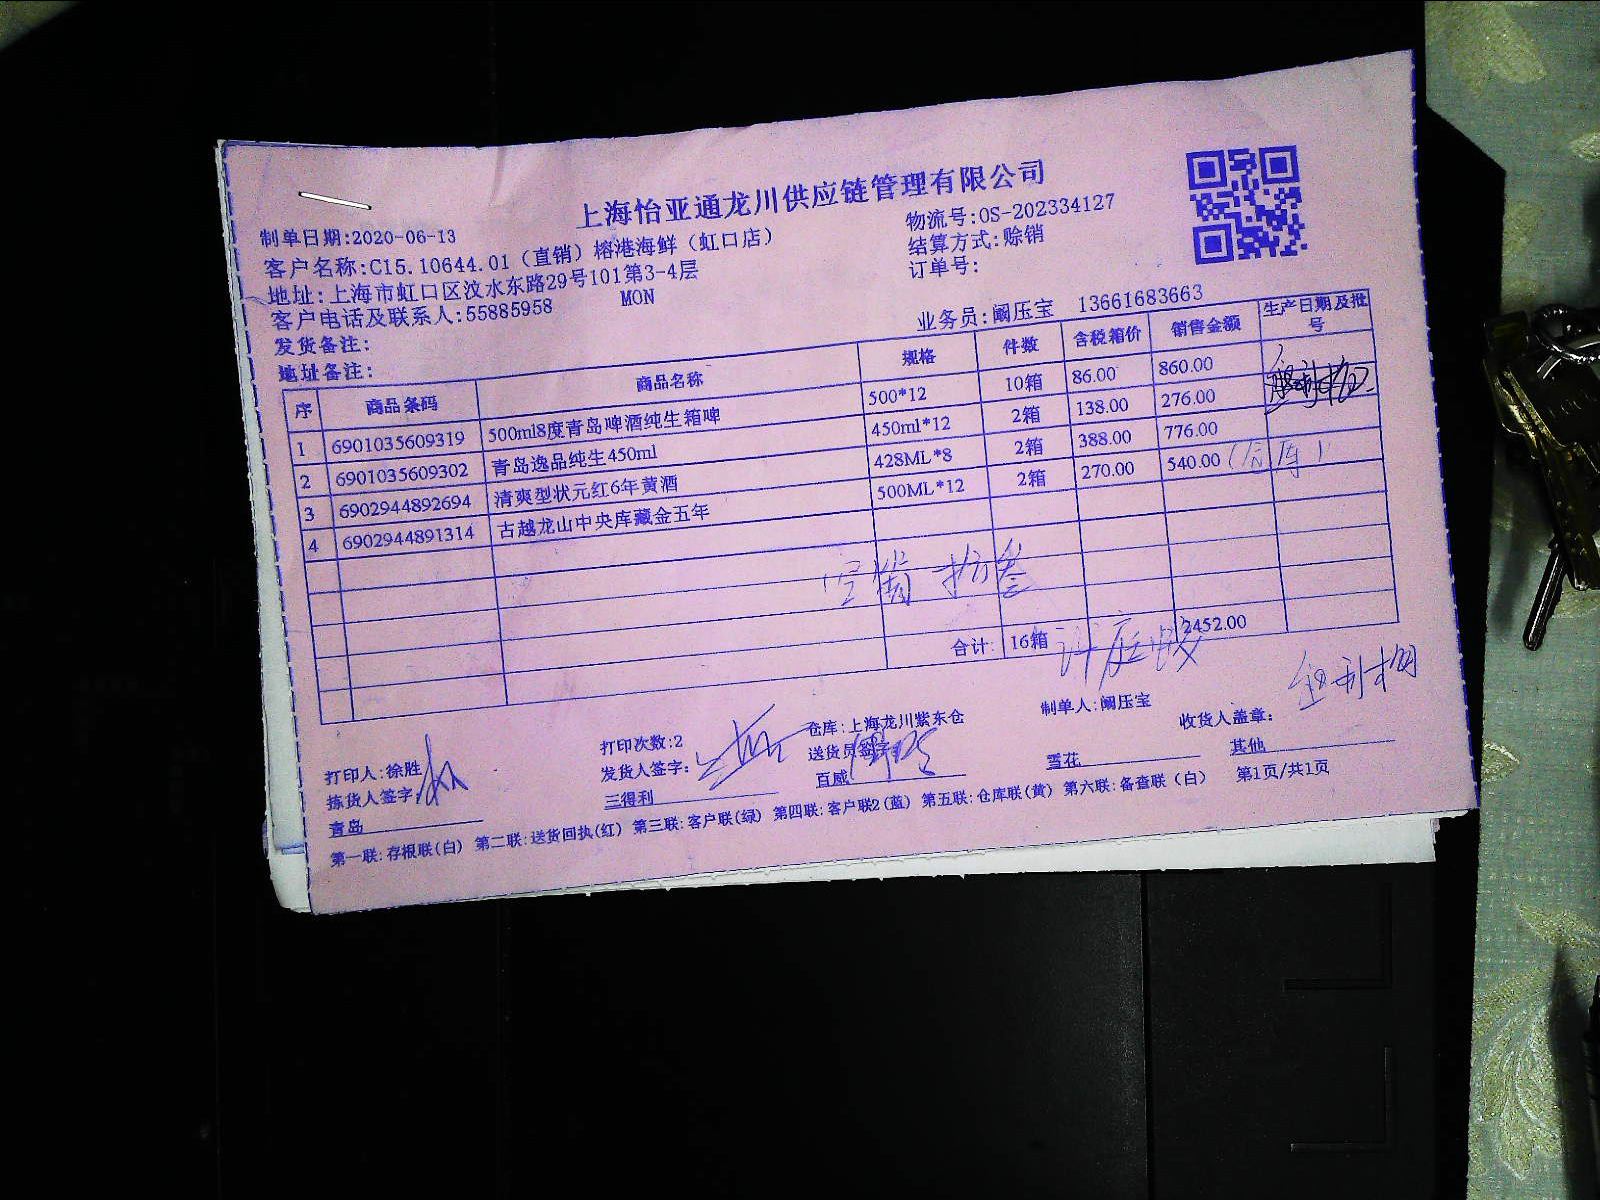 上海怡亚通龙川供应链管理有限公司
制单日期:2020-06-13
物流号:OS-202334127
客户名称:C15.10644.01（直销）榕港海鲜（虹口店）
结算方式:赊销
地址:上海市虹口区汶水东路29号101第3-4层
订单号:
客户电话及联系人:55885958 MON
发货备注:
业务员:阚压宝 13661683663
地址备注:
序 商品条码 商品名称 规格 件数 含税箱价 销售金额 生产日期及批号
1 6901035609319 500ml8度青岛啤酒纯生箱啤 500*12 10箱 86.00 860.00
2 6901035609302 青岛逸品纯生450ml 450ml*12 2箱 138.00 276.00
3 6902944892694 清爽型状元红6年黄酒 428ML*8 2箱 388.00 776.00
4 6902944891314 古越龙山中央库藏金五年 500ML*12 2箱 270.00 540.00
合计: 16箱 2452.00
打印人:徐胜 打印次数:2 仓库:上海龙川紫东仓 制单人:阚压宝 收货人盖章:
拣货人签字: 发货人签字: 送货员签字:
青岛 三得利 百威 雪花 其他
第一联:存根联(白) 第二联:送货回执(红) 第三联:客户联(绿) 第四联:客户联2(蓝) 第五联:仓库联(黄) 第六联:备查联(白) 第1页/共1页